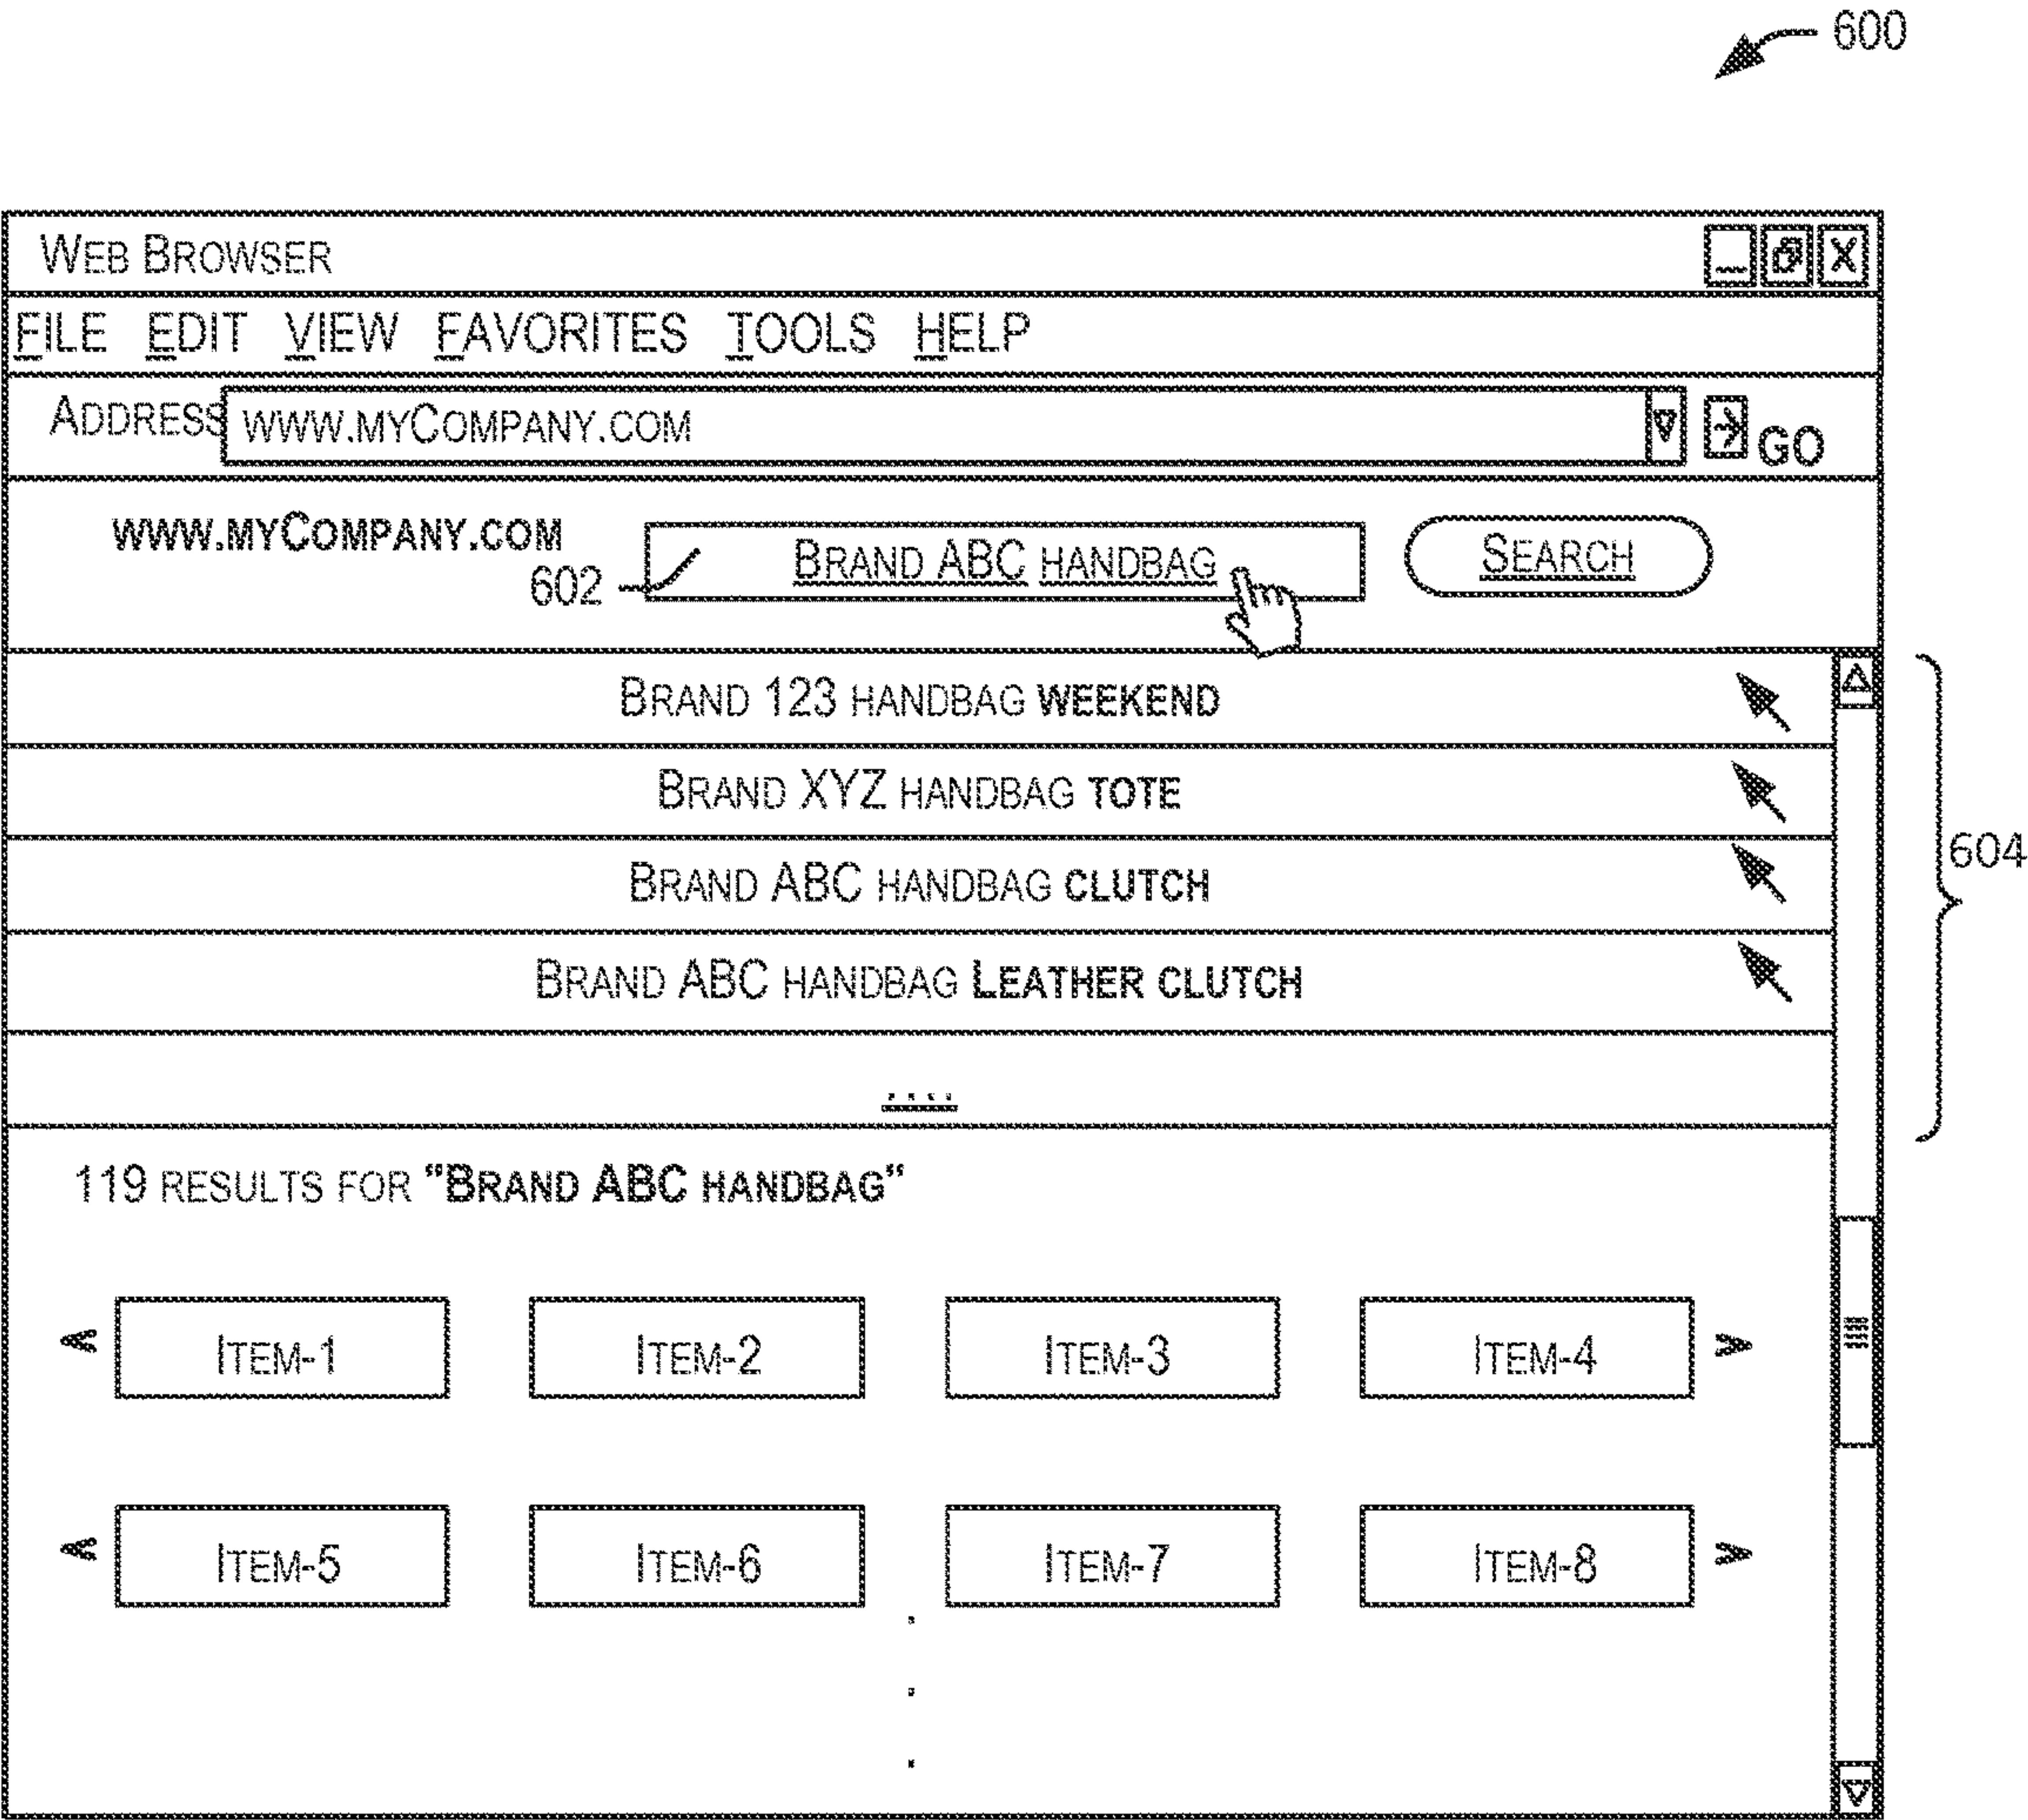 600
Web Browser
FILE EDIT VIEW FAVORITES TOOLS HELP
Address www.myCompany.com GO
www.myCompany.com Brand ABC handbag Search
602
Brand 123 handbag weekend
Brand XYZ handbag tote
Brand ABC handbag clutch
604
Brand ABC handbag Leather clutch
....
119 results for "Brand ABC handbag"
< Item-1 Item-2 Item-3 Item-4 >
< Item-5 Item-6 Item-7 Item-8 >